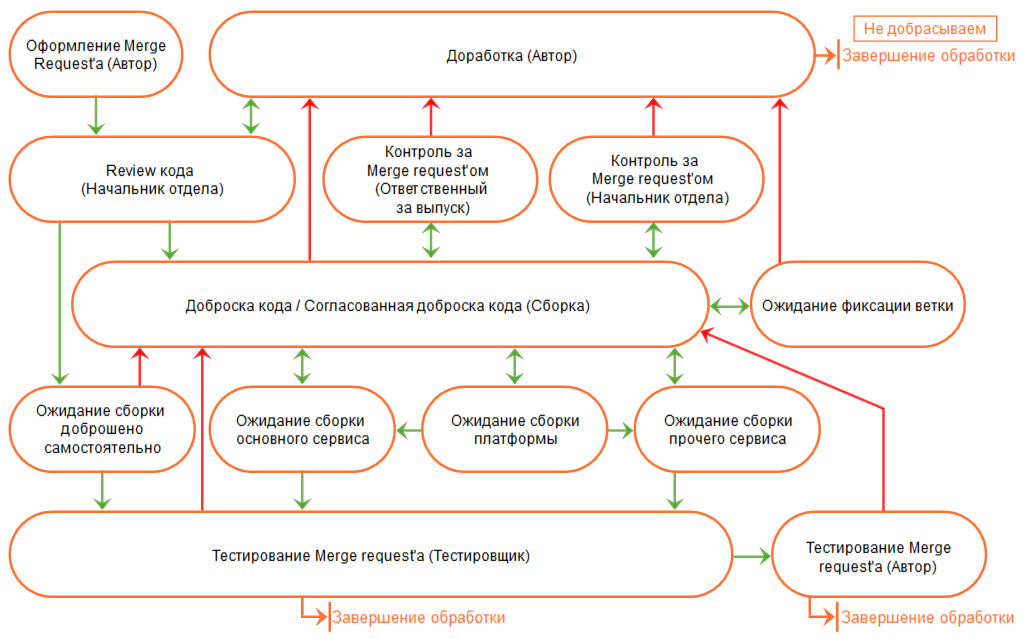 Оформление Merge
Request'а (Автор)
Доработка (Автор)
Не добрасываем
Завершение обработки
Review кода
(Начальник отдела)
Контроль за
Merge request'ом
(Ответственный
за выпуск)
Контроль за
Merge request'ом
(Начальник отдела)
Доброска кода / Согласованная доброска кода (Сборка)
Ожидание фиксации ветки
Ожидание сборки
доброшено
самостоятельно
Ожидание сборки
основного сервиса
Ожидание сборки
платформы
Ожидание сборки
прочего сервиса
Тестирование Merge request'а (Тестировщик)
Тестирование Merge
request'а (Автор)
Завершение обработки
Завершение обработки